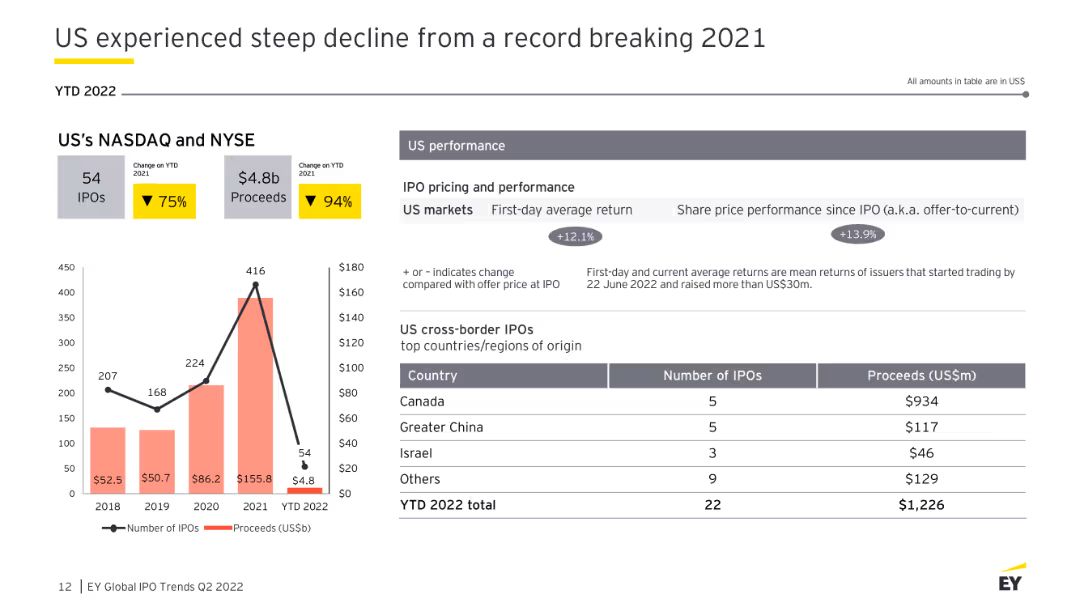 US experienced steep decline from a record breaking 2021
All amounts in table are in US$
YTD 2022
US's NASDAQ and NYSE
54
IPOs
Change on YTD
2021
▼ 75%
$4.8b
Proceeds
Change on YTD
2021
▼ 94%
450
400
350
300
250
200
150
100
50
0
$180
$160
$140
$120
$100
$80
$60
$40
$20
$0
207
168
224
416
54
$52.5
$50.7
$86.2
$155.8
$4.8
2018 2019 2020 2021 YTD 2022
Number of IPOs Proceeds (US$b)
US performance
IPO pricing and performance
US markets First-day average return Share price performance since IPO (a.k.a. offer-to-current)
+12.1% +13.9%
+ or – indicates change
compared with offer price at IPO
First-day and current average returns are mean returns of issuers that started trading by
22 June 2022 and raised more than US$30m.
US cross-border IPOs
top countries/regions of origin
Country Number of IPOs Proceeds (US$m)
Canada 5 $934
Greater China 5 $117
Israel 3 $46
Others 9 $129
YTD 2022 total 22 $1,226
12 EY Global IPO Trends Q2 2022
EY